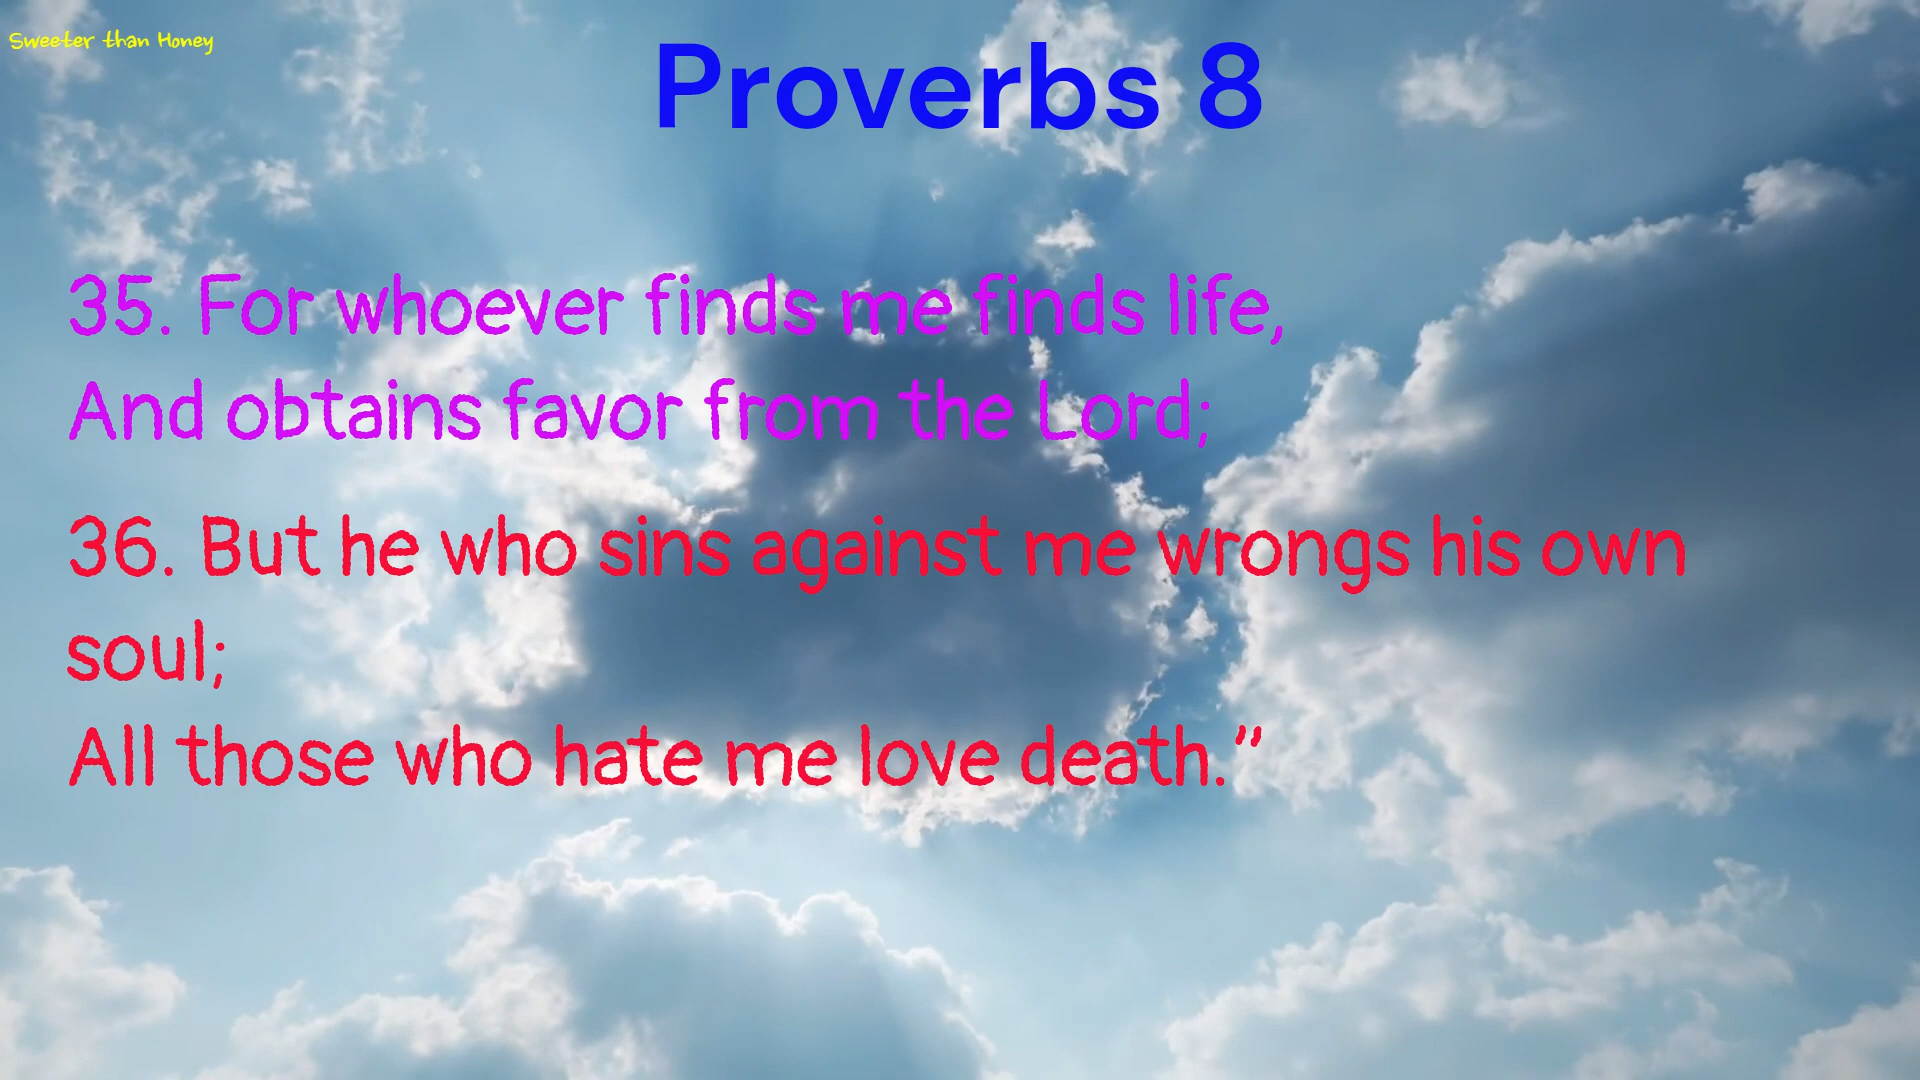 Sweeter than Honey
Proverbs 8
35. For whoever finds me finds life,
And obtains favor from the Lord;
36. But he who sins against me wrongs his own
soul;
All those who hate me love death.”